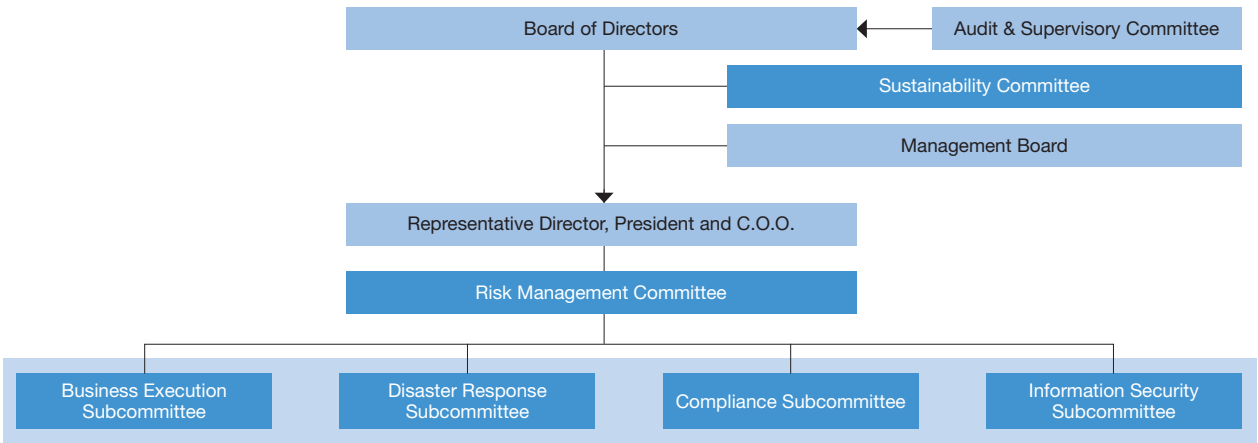 Board of Directors
Audit & Supervisory Committee
Sustainability Committee
Management Board
Representative Director, President and C.O.O.
Risk Management Committee
Business Execution
Subcommittee
Disaster Response
Subcommittee
Compliance Subcommittee
Information Security
Subcommittee